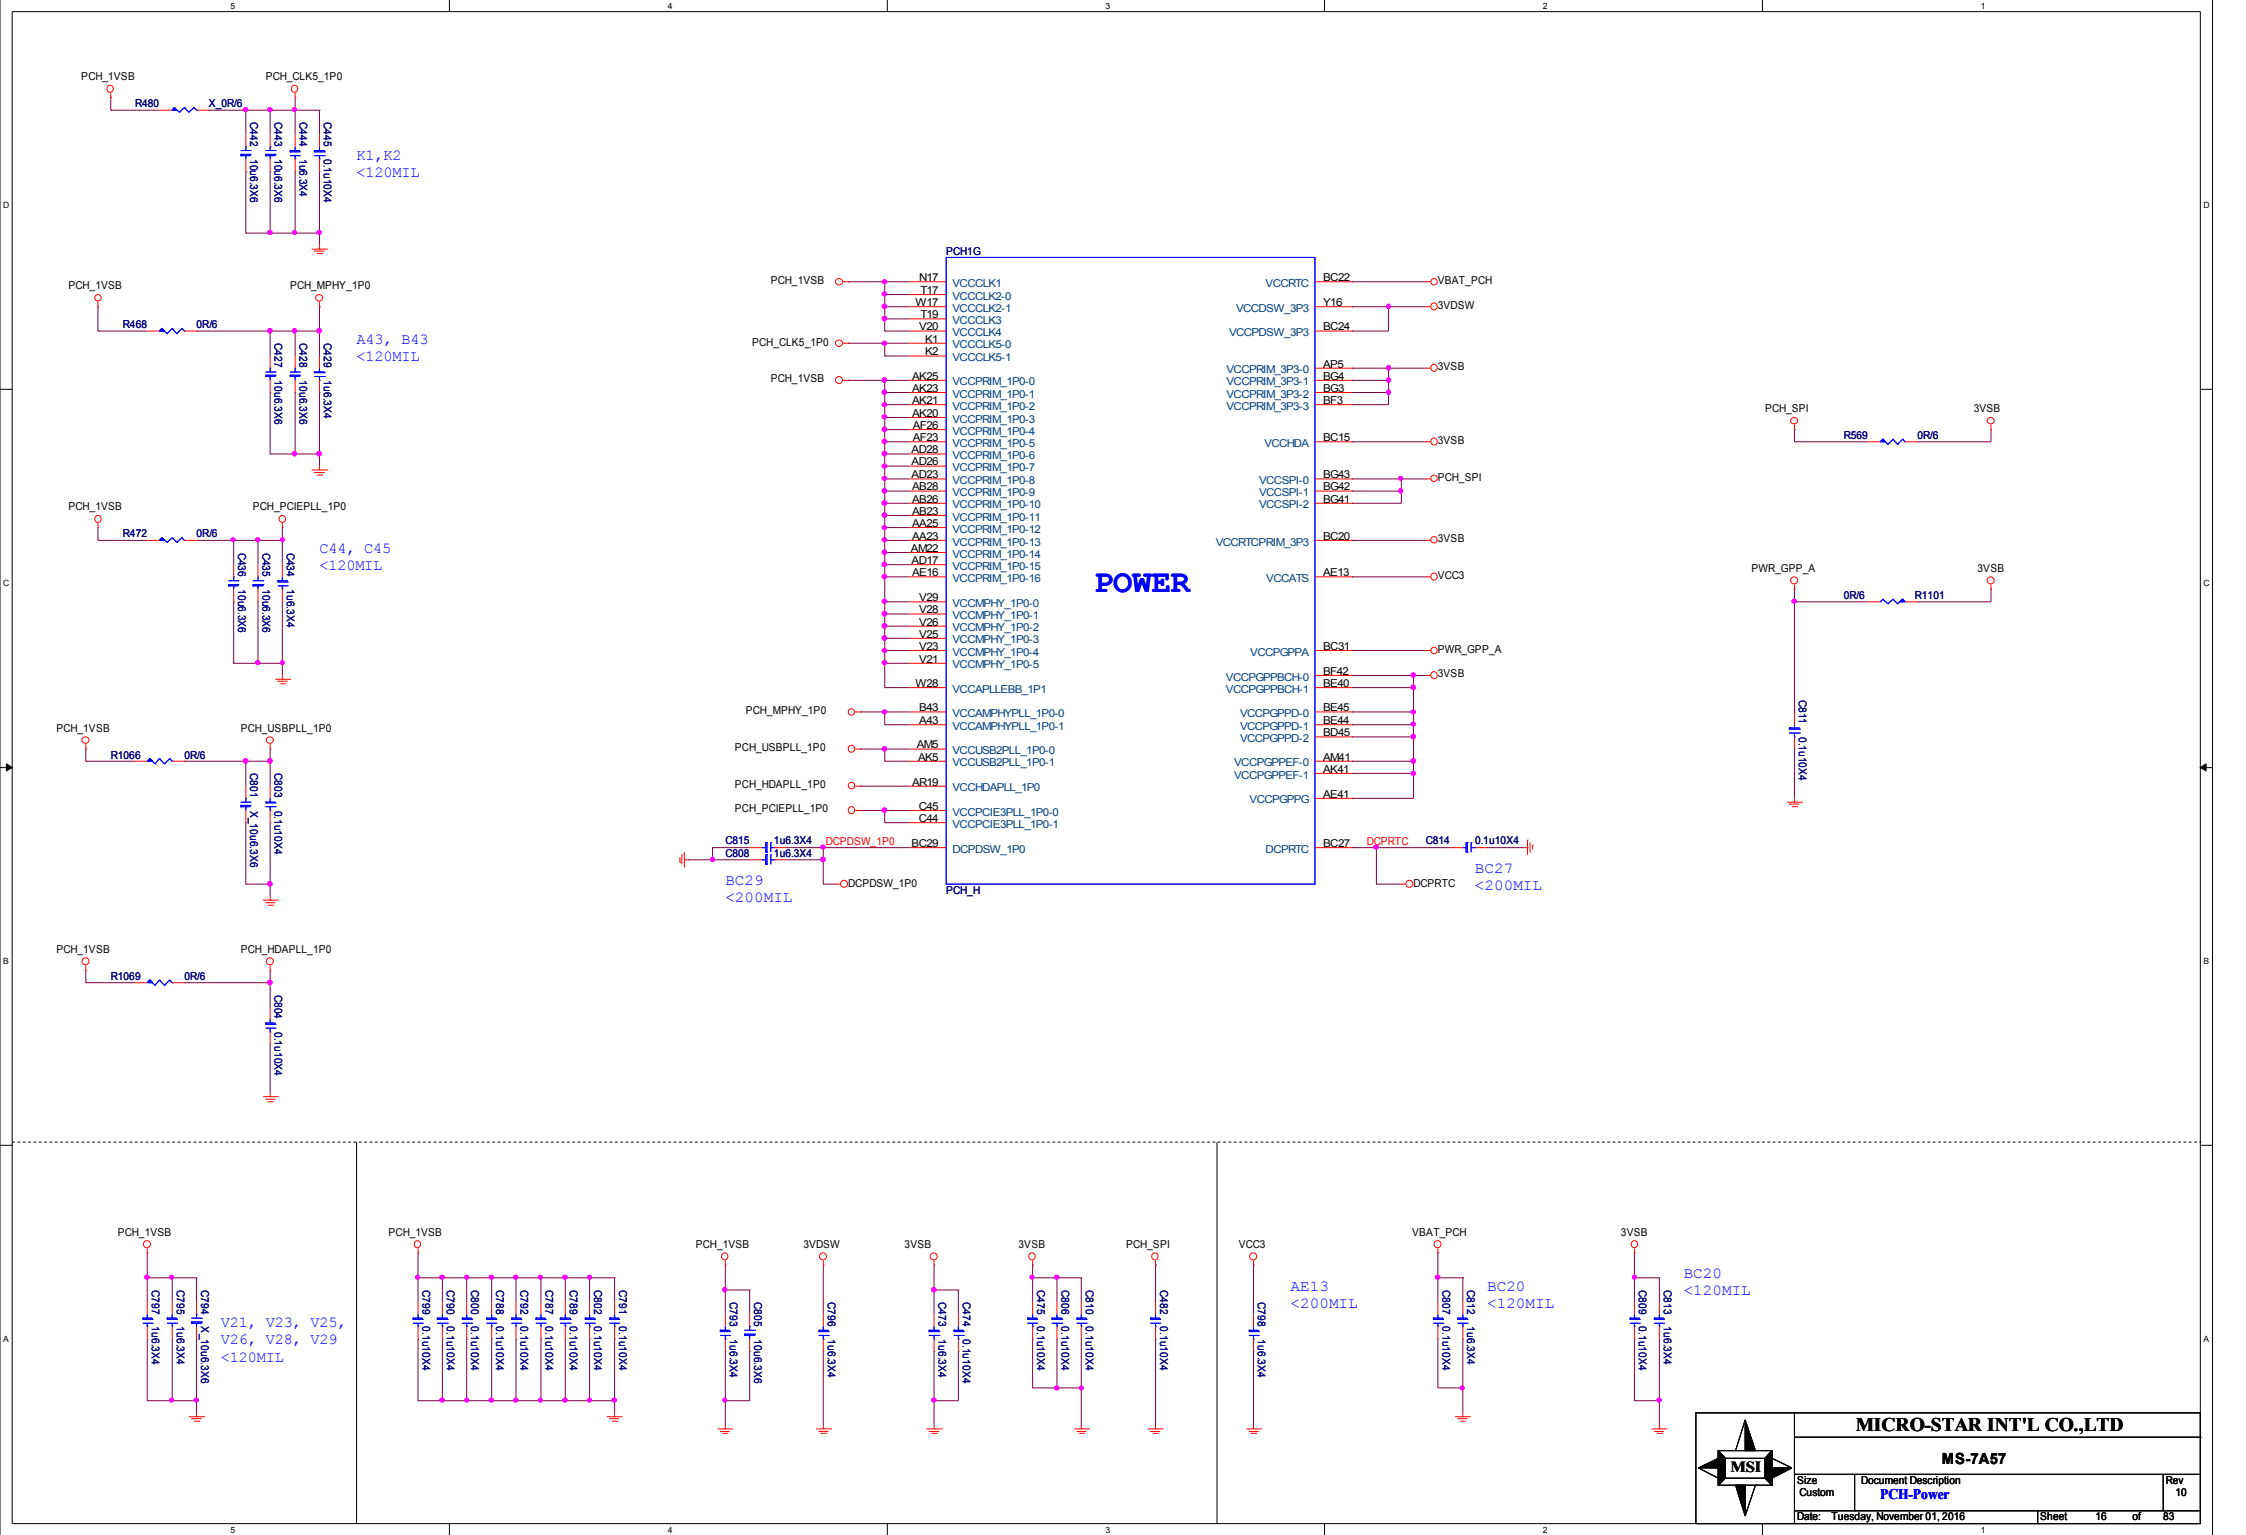 5 4 3 2 1
D
C
B
A
PCH_1VSB PCH_CLK5_1P0
R480 X_0R/6
C442 10u6.3X6
C443 10u6.3X6
C444 1u6.3X4
C445 0.1u10X4
K1,K2
<120MIL
PCH_1VSB PCH_MPHY_1P0
R468 0R/6
C427 10u6.3X6
C428 10u6.3X6
C429 1u6.3X4
A43, B43
<120MIL
PCH_1VSB PCH_PCIEPLL_1P0
R472 0R/6
C436 10u6.3X6
C435 10u6.3X6
C434 1u6.3X4
C44, C45
<120MIL
PCH_1VSB PCH_USBPLL_1P0
R1066 0R/6
C801 X_10u6.3X6
C803 0.1u10X4
PCH_1VSB PCH_HDAPLL_1P0
R1069 0R/6
C804 0.1u10X4
PCH1G
PCH_1VSB N17 VCCCLK1
T17 VCCCLK2-0
W17 VCCCLK2-1
T19 VCCCLK3
V20 VCCCLK4
PCH_CLK5_1P0 K1 VCCCLK5-0
K2 VCCCLK5-1
PCH_1VSB AK25 VCCPRIM_1P0-0
AK23 VCCPRIM_1P0-1
AK21 VCCPRIM_1P0-2
AK20 VCCPRIM_1P0-3
AF26 VCCPRIM_1P0-4
AF23 VCCPRIM_1P0-5
AD28 VCCPRIM_1P0-6
AD26 VCCPRIM_1P0-7
AD23 VCCPRIM_1P0-8
AB28 VCCPRIM_1P0-9
AB26 VCCPRIM_1P0-10
AB23 VCCPRIM_1P0-11
AA25 VCCPRIM_1P0-12
AA23 VCCPRIM_1P0-13
AM22 VCCPRIM_1P0-14
AD17 VCCPRIM_1P0-15
AE16 VCCPRIM_1P0-16
V29 VCCMPHY_1P0-0
V28 VCCMPHY_1P0-1
V26 VCCMPHY_1P0-2
V25 VCCMPHY_1P0-3
V23 VCCMPHY_1P0-4
V21 VCCMPHY_1P0-5
W28 VCCAPLLEBB_1P1
PCH_MPHY_1P0 B43 VCCAMPHYPLL_1P0-0
A43 VCCAMPHYPLL_1P0-1
PCH_USBPLL_1P0 AM5 VCCUSB2PLL_1P0-0
AK5 VCCUSB2PLL_1P0-1
PCH_HDAPLL_1P0 AR19 VCCHDAPLL_1P0
PCH_PCIEPLL_1P0 C45 VCCPCIE3PLL_1P0-0
C44 VCCPCIE3PLL_1P0-1
C815 1u6.3X4 DCPDSW_1P0 BC29 DCPDSW_1P0
C808 1u6.3X4
BC29
<200MIL
DCPDSW_1P0
PCH_H
POWER
VCCRTC BC22 VBAT_PCH
VCCDSW_3P3 Y16 3VDSW
VCCPDSW_3P3 BC24
VCCPRIM_3P3-0 AP5 3VSB
VCCPRIM_3P3-1 BG4
VCCPRIM_3P3-2 BG3
VCCPRIM_3P3-3 BF3
VCCHDA BC15 3VSB
VCCSPI-0 BG43 PCH_SPI
VCCSPI-1 BG42
VCCSPI-2 BG41
VCCRTCPRIM_3P3 BC20 3VSB
VCCATS AE13 VCC3
VCCPGPPA BC31 PWR_GPP_A
VCCPGPPBCH-0 BF42 3VSB
VCCPGPPBCH-1 BE40
VCCPGPPD-0 BE45
VCCPGPPD-1 BE44
VCCPGPPD-2 BD45
VCCPGPPEF-0 AM41
VCCPGPPEF-1 AK41
VCCPGPPG AE41
DCPRTC BC27 DCPRTC C814 0.1u10X4
DCPRTC
BC27
<200MIL
PCH_SPI 3VSB
R569 0R/6
PWR_GPP_A 3VSB
0R/6 R1101
C811 0.1u10X4
PCH_1VSB
C797 1u6.3X4
C795 1u6.3X4
C794 X_10u6.3X6
V21, V23, V25,
V26, V28, V29
<120MIL
PCH_1VSB
C799 0.1u10X4
C790 0.1u10X4
C800 0.1u10X4
C788 0.1u10X4
C792 0.1u10X4
C787 0.1u10X4
C789 0.1u10X4
C802 0.1u10X4
C791 0.1u10X4
PCH_1VSB
C793 1u6.3X4
C805 10u6.3X6
3VDSW
C796 1u6.3X4
3VSB
C473 1u6.3X4
C474 0.1u10X4
3VSB
C475 0.1u10X4
C806 0.1u10X4
C810 0.1u10X4
PCH_SPI
C482 0.1u10X4
VCC3
C798 1u6.3X4
AE13
<200MIL
VBAT_PCH
C807 0.1u10X4
C812 1u6.3X4
BC20
<120MIL
3VSB
C809 0.1u10X4
C813 1u6.3X4
BC20
<120MIL
MSI
MICRO-STAR INT'L CO.,LTD
MS-7A57
Size Document Description Rev
Custom PCH-Power 10
Date: Tuesday, November 01, 2016 Sheet 16 of 83
D
C
B
A
5 4 3 2 1